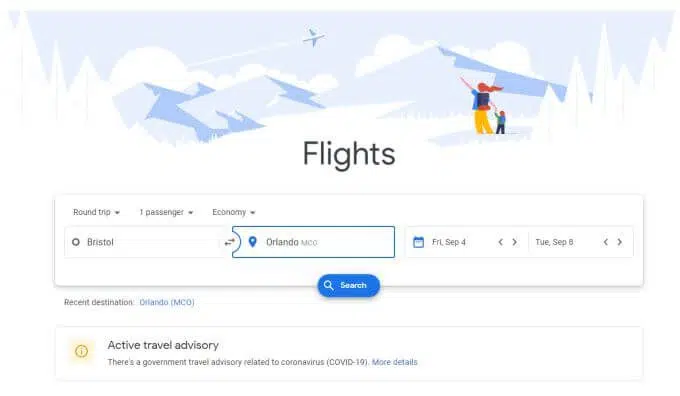 Flights
Round trip 1 passenger Economy
Bristol Orlando MCO Fri, Sep 4 Tue, Sep 8
Search
Recent destination: Orlando (MCO)
Active travel advisory
There's a government travel advisory related to coronavirus (COVID-19). More details